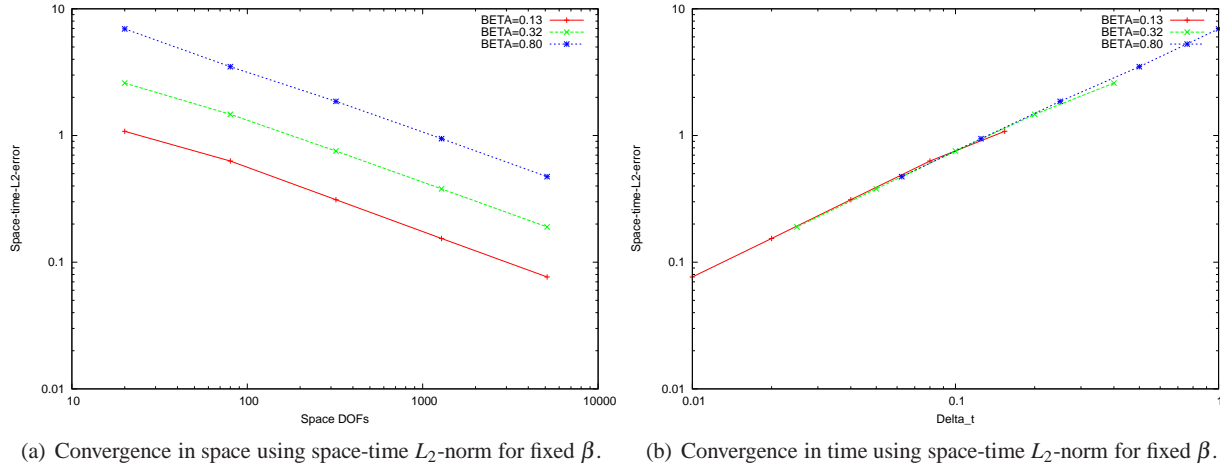 10
1
0.1
0.01
Space-time-L2-error
10
100
1000
10000
Space DOFs
BETA=0.13
BETA=0.32
BETA=0.80
(a) Convergence in space using space-time L₂-norm for fixed β.
10
1
0.1
0.01
Space-time-L2-error
0.01
0.1
1
Delta_t
BETA=0.13
BETA=0.32
BETA=0.80
(b) Convergence in time using space-time L₂-norm for fixed β.